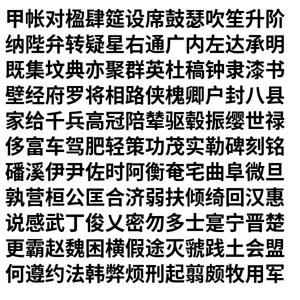 甲帐对楹肆筵设席鼓瑟吹笙升阶
纳陛弁转疑星右通广内左达承明
既集坟典亦聚群英杜稿钟隶漆书
壁经府罗将相路侠槐卿户封八县
家给千兵高冠陪辇驱毂振缨世禄
侈富车驾肥轻策功茂实勒碑刻铭
磻溪伊尹佐时阿衡奄宅曲阜微旦
孰营桓公匡合济弱扶倾绮回汉惠
说感武丁俊乂密勿多士寔宁晋楚
更霸赵魏困横假途灭虢践土会盟
何遵约法韩弊烦刑起翦颇牧用军